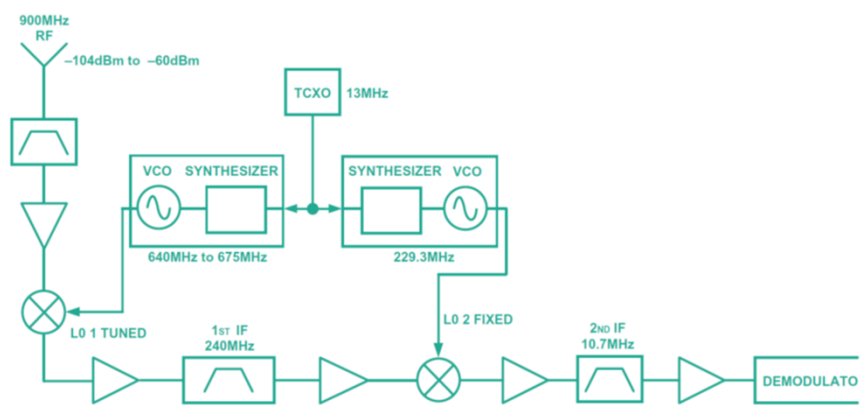 900MHz
RF
–104dBm to –60dBm
TCXO
13MHz
VCO SYNTHESIZER
SYNTHESIZER VCO
640MHz to 675MHz
229.3MHz
L0 1 TUNED
L0 2 FIXED
1ST IF
240MHz
2ND IF
10.7MHz
DEMODULATO